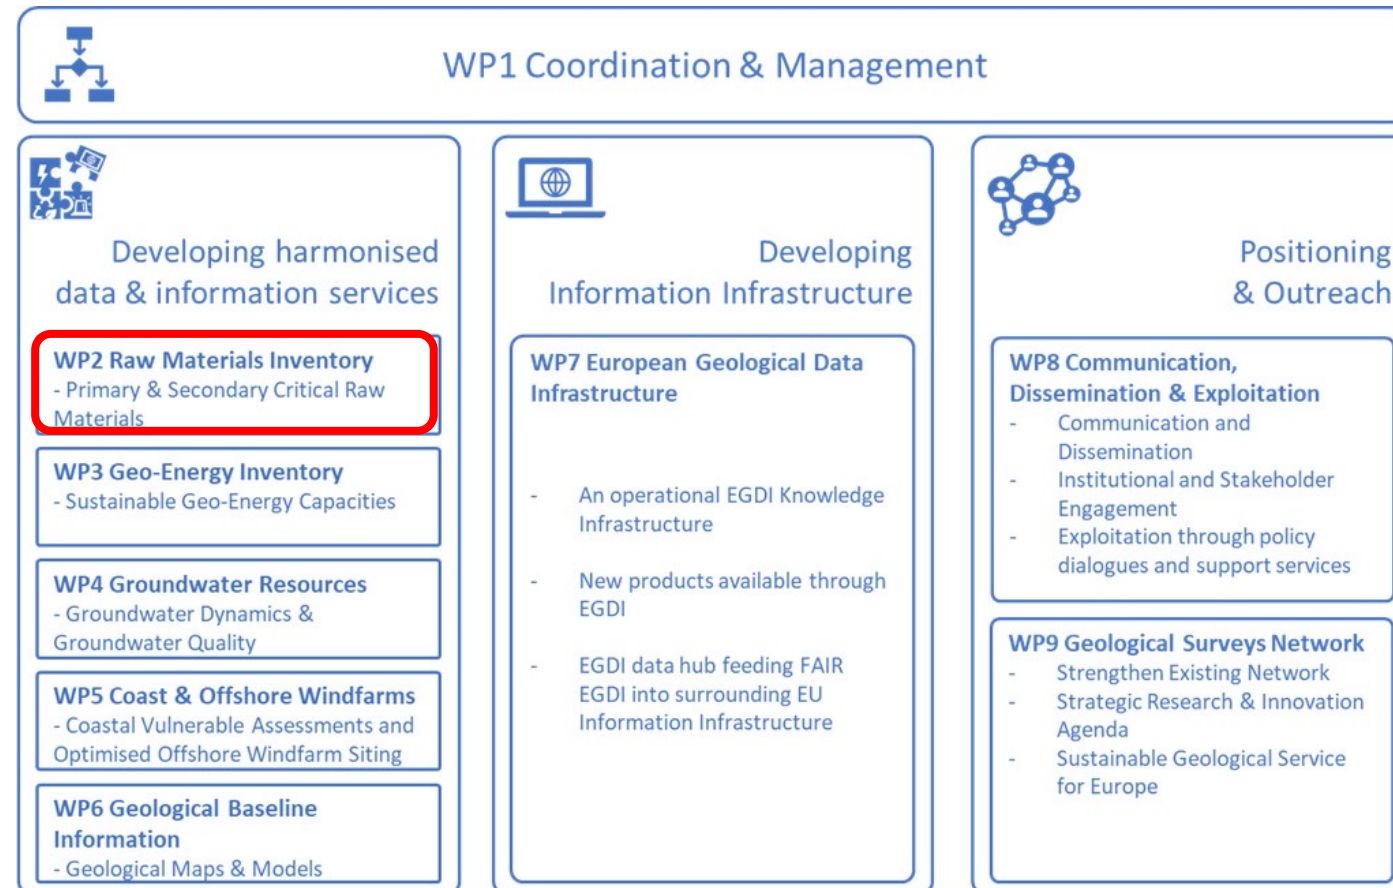 WP1 Coordination & Management
Developing harmonised
data & information services
WP2 Raw Materials Inventory
- Primary & Secondary Critical Raw
Materials
WP3 Geo-Energy Inventory
- Sustainable Geo-Energy Capacities
WP4 Groundwater Resources
- Groundwater Dynamics &
Groundwater Quality
WP5 Coast & Offshore Windfarms
- Coastal Vulnerable Assessments and
Optimised Offshore Windfarm Siting
WP6 Geological Baseline
Information
- Geological Maps & Models
Developing
Information Infrastructure
WP7 European Geological Data
Infrastructure
- An operational EGDI Knowledge
Infrastructure
- New products available through
EGDI
- EGDI data hub feeding FAIR
EGDI into surrounding EU
Information Infrastructure
Positioning
& Outreach
WP8 Communication,
Dissemination & Exploitation
- Communication and
Dissemination
- Institutional and Stakeholder
Engagement
- Exploitation through policy
dialogues and support services
WP9 Geological Surveys Network
- Strengthen Existing Network
- Strategic Research & Innovation
Agenda
- Sustainable Geological Service
for Europe